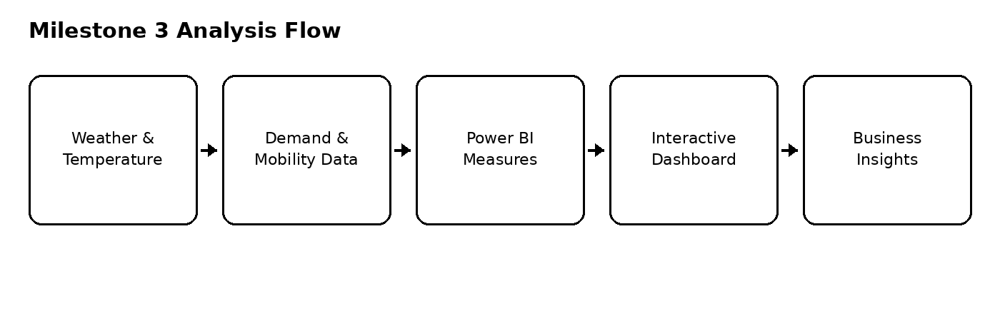 Milestone 3 Analysis Flow
Weather &
Temperature
Demand &
Mobility Data
Power BI
Measures
Interactive
Dashboard
Business
Insights